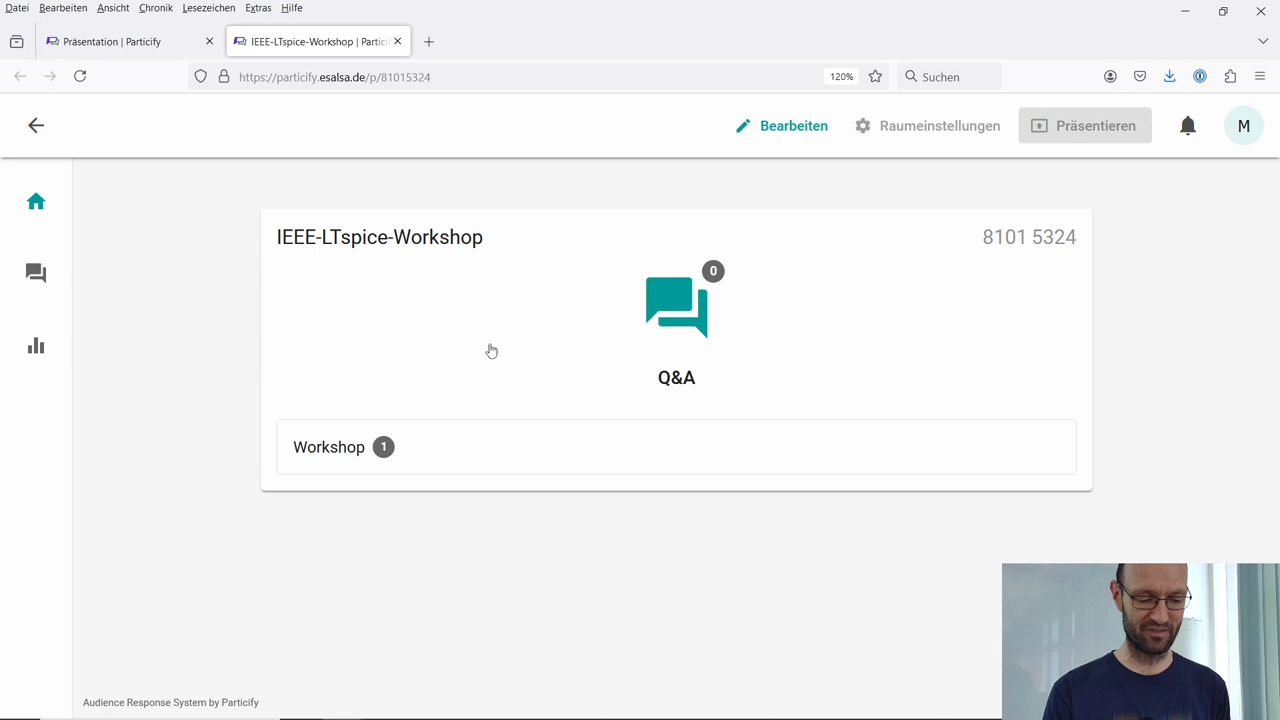 Datei Bearbeiten Ansicht Chronik Lesezeichen Extras Hilfe
Präsentation | Particify
IEEE-LTspice-Workshop | Partici
https://particify.esalsa.de/p/81015324
120%
Suchen
Bearbeiten
Raumeinstellungen
Präsentieren
M
IEEE-LTspice-Workshop
8101 5324
0
Q&A
Workshop 1
Audience Response System by Particify